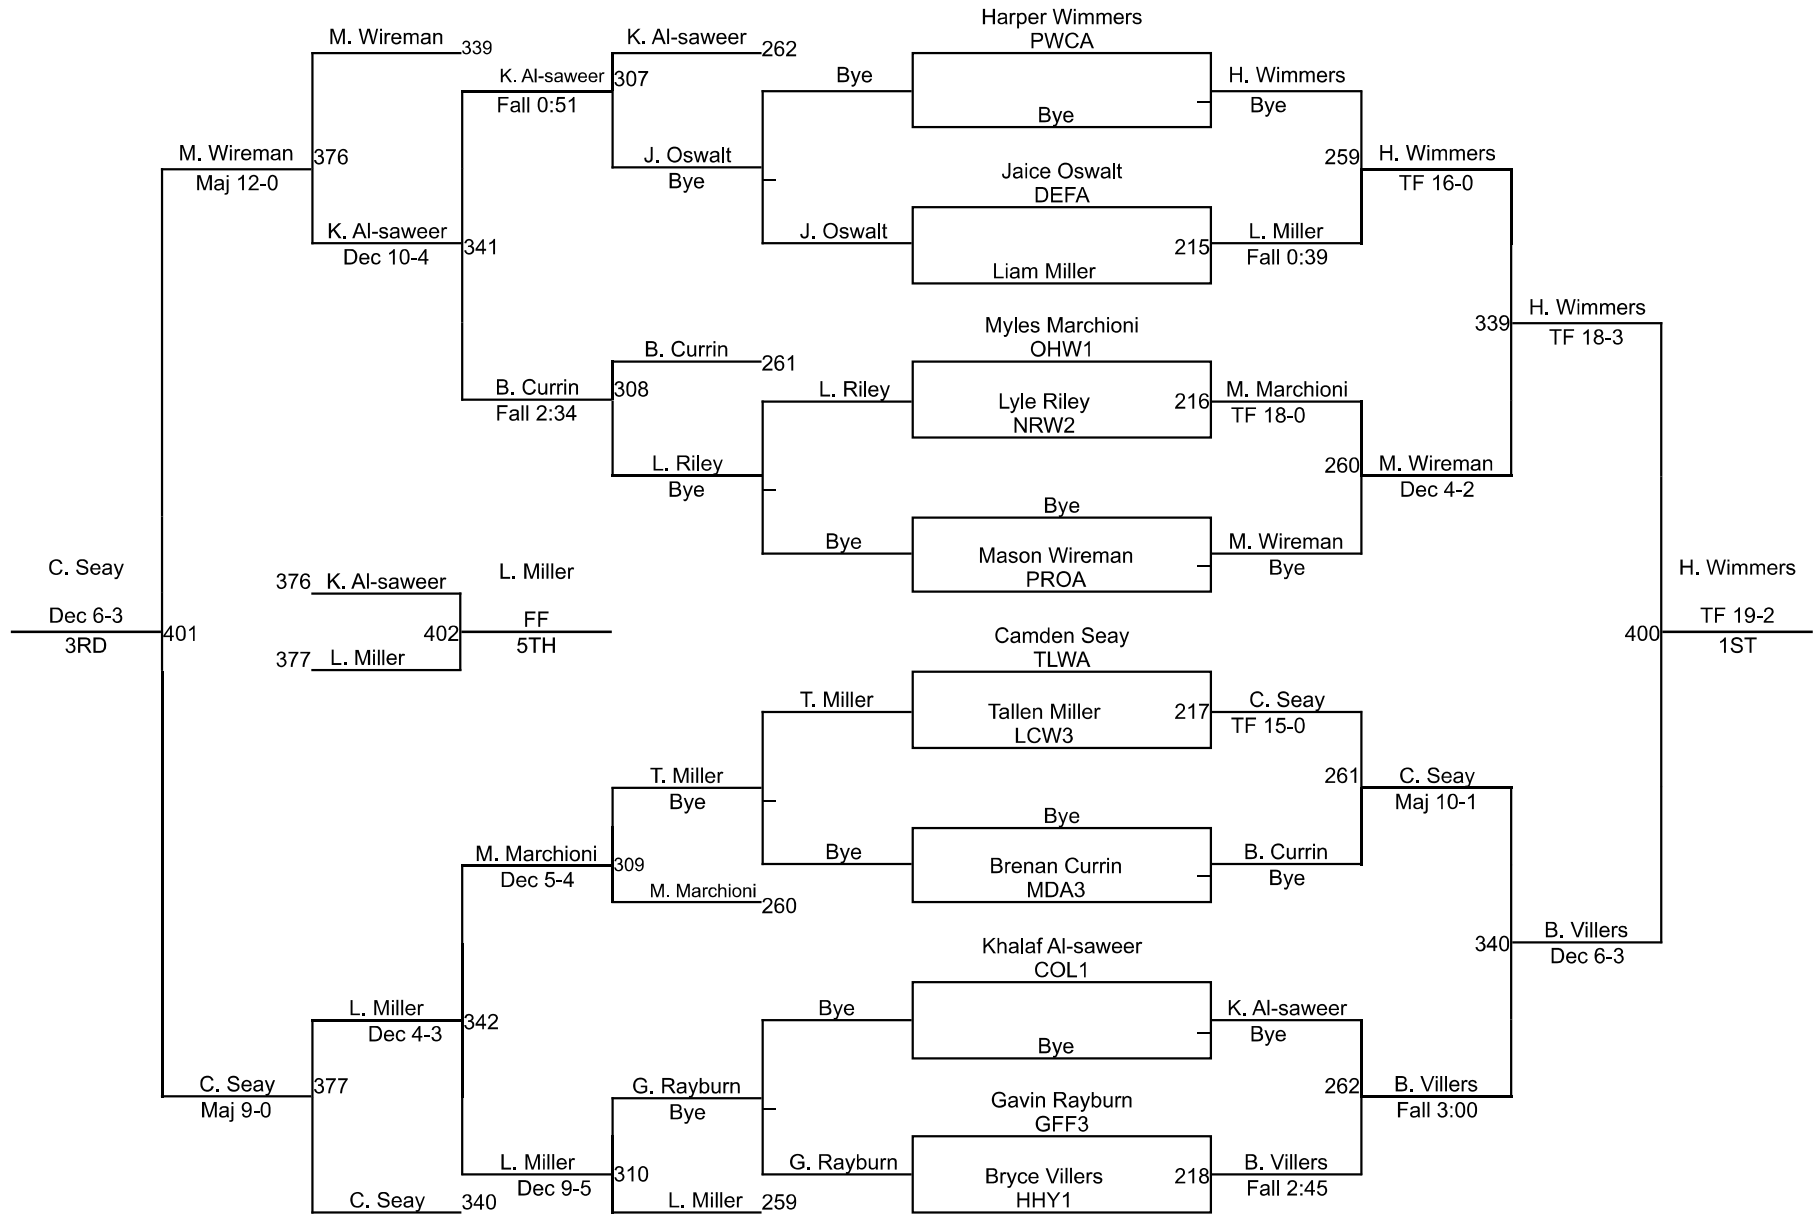 Harper Wimmers
M. Wireman
339
K. Al-saweer
262
PWCA
K. Al-saweer
307
Bye
H. Wimmers
Fall 0:51
Bye
Bye
M. Wireman
376
J. Oswalt
259
H. Wimmers
Maj 12-0
Bye
Jaice Oswalt
TF 16-0
DEFA
K. Al-saweer
341
J. Oswalt
215
L. Miller
Dec 10-4
Fall 0:39
Liam Miller
H. Wimmers
Myles Marchioni
339
TF 18-3
B. Currin
261
OHW1
B. Currin
308
L. Riley
Lyle Riley
216
M. Marchioni
Fall 2:34
NRW2
TF 18-0
L. Riley
260
M. Wireman
Bye
Dec 4-2
Bye
Bye
Mason Wireman
M. Wireman
C. Seay
L. Miller
PROA
Bye
H. Wimmers
376
K. Al-saweer
Dec 6-3
FF
TF 19-2
401
402
400
3RD
5TH
1ST
377
L. Miller
Camden Seay
TLWA
T. Miller
Tallen Miller
217
C. Seay
LCW3
TF 15-0
T. Miller
261
C. Seay
Bye
Maj 10-1
Bye
M. Marchioni
309
Bye
Brenan Currin
B. Currin
Dec 5-4
MDA3
Bye
M. Marchioni
260
B. Villers
Khalaf Al-saweer
340
Dec 6-3
COL1
L. Miller
342
Bye
K. Al-saweer
Dec 4-3
Bye
Bye
C. Seay
377
G. Rayburn
262
B. Villers
Maj 9-0
Bye
Gavin Rayburn
Fall 3:00
GFF3
L. Miller
310
G. Rayburn
Bryce Villers
218
B. Villers
Dec 9-5
Fall 2:45
C. Seay
340
L. Miller
259
HHY1